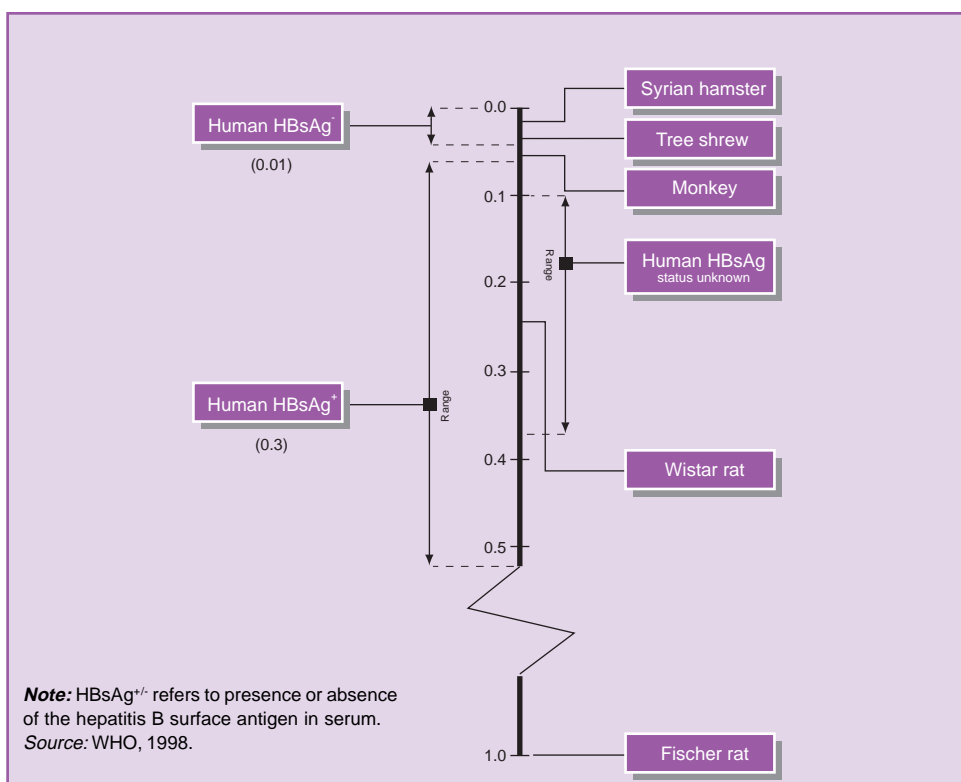 Syrian hamster
0.0
Human HBsAg⁻
(0.01)
Tree shrew
Monkey
0.1
Range
Human HBsAg
status unknown
0.2
0.3
Human HBsAg⁺
(0.3)
Range
0.4
Wistar rat
0.5
Note: HBsAg⁺/⁻ refers to presence or absence
of the hepatitis B surface antigen in serum.
Source: WHO, 1998.
1.0
Fischer rat